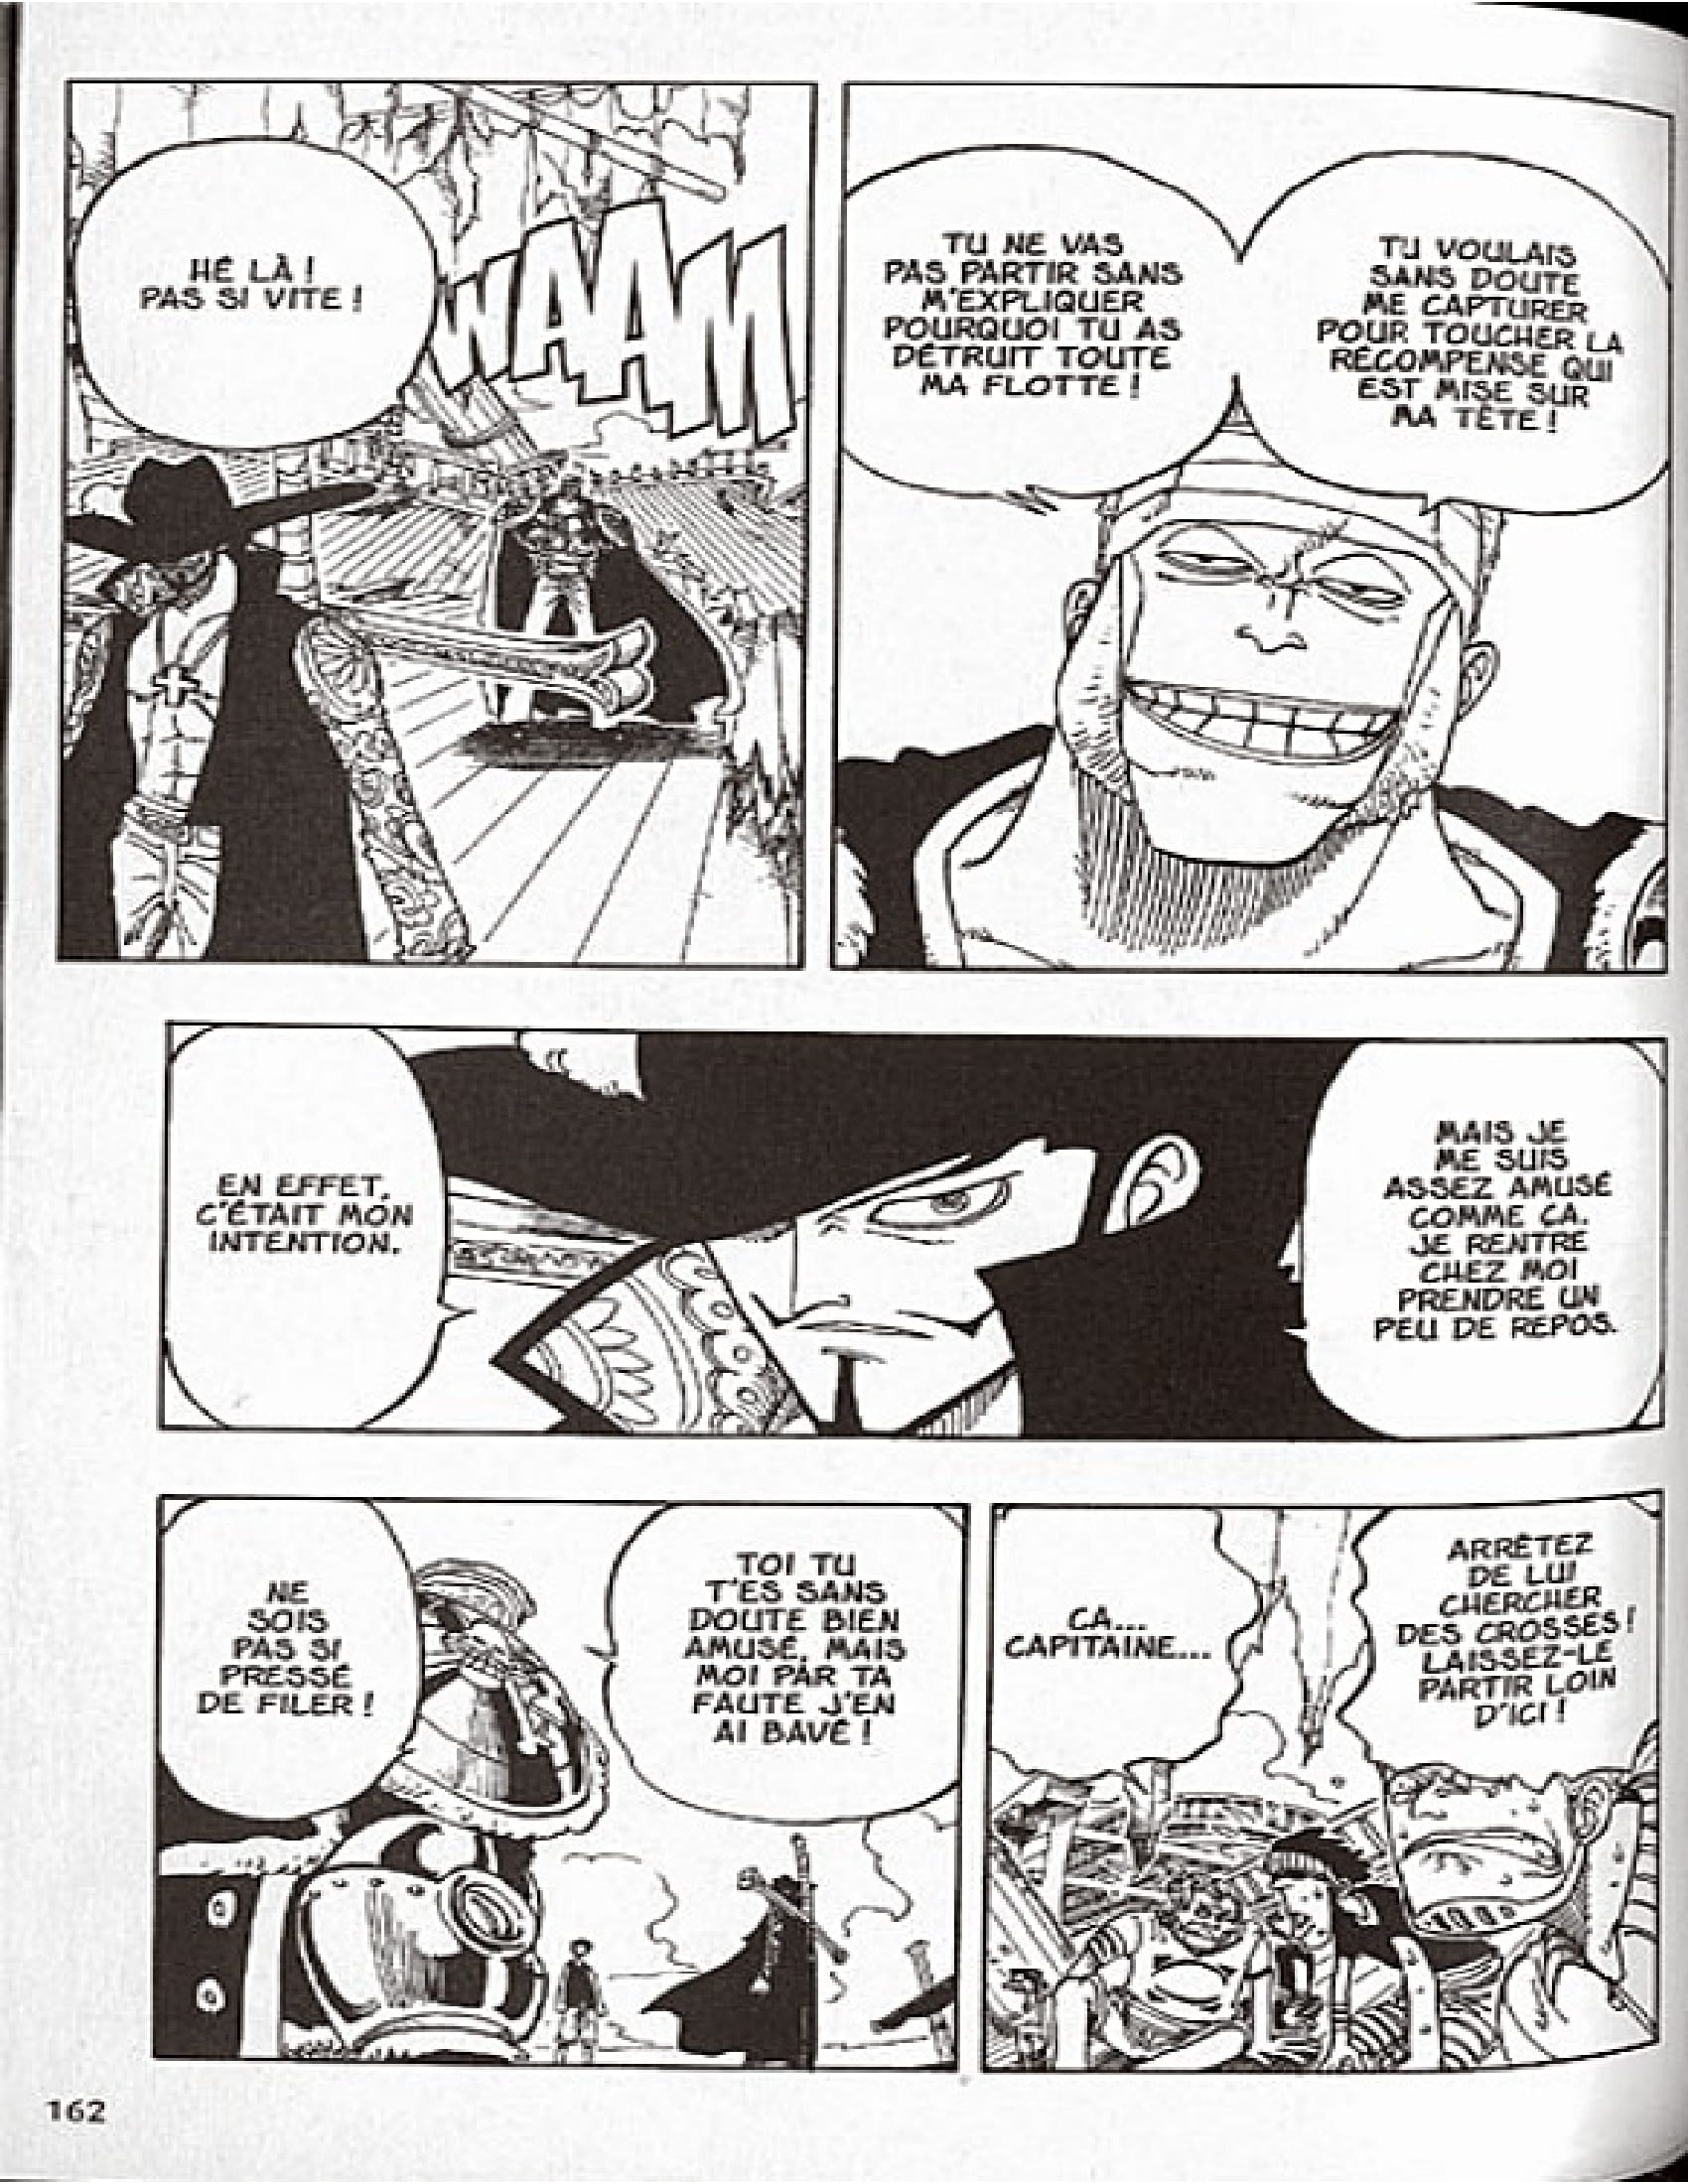 HÉ LÀ !
PAS SI VITE !
WAAM
TU NE VAS
PAS PARTIR SANS
M'EXPLIQUER
POURQUOI TU AS
DÉTRUIT TOUTE
MA FLOTTE !
TU VOULAIS
SANS DOUTE
ME CAPTURER
POUR TOUCHER LA
RÉCOMPENSE QUI
EST MISE SUR
MA TÊTE !
EN EFFET,
C'ÉTAIT MON
INTENTION.
MAIS JE
ME SUIS
ASSEZ AMUSÉ
COMME CA.
JE RENTRE
CHEZ MOI
PRENDRE UN
PEU DE REPOS.
NE
SOIS
PAS SI
PRESSÉ
DE FILER !
TOI TU
T'ES SANS
DOUTE BIEN
AMUSÉ, MAIS
MOI PAR TA
FAUTE J'EN
AI BAVÉ !
CA...
CAPITAINE...
ARRÊTEZ
DE LUI
CHERCHER
DES CROSSES !
LAISSEZ-LE
PARTIR LOIN
D'ICI !
162